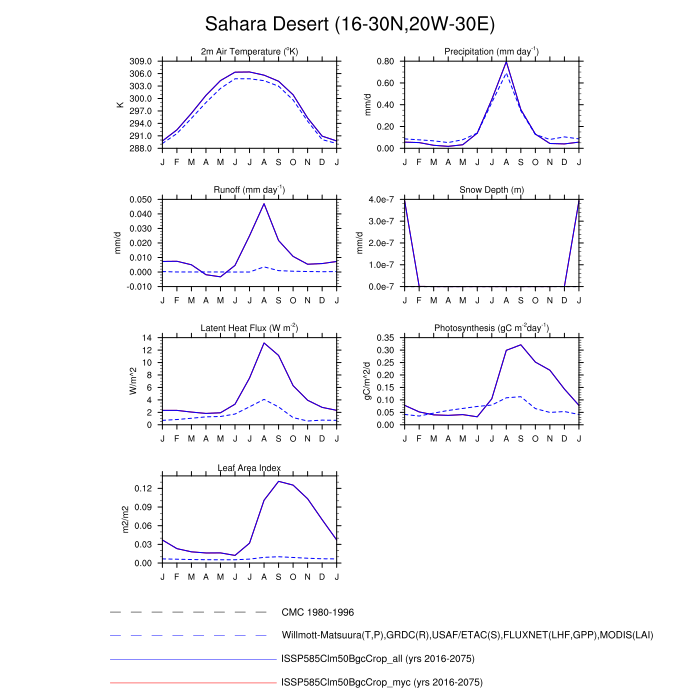 Sahara Desert (16-30N,20W-30E)
2m Air Temperature (°K)
Precipitation (mm day⁻¹)
309.0
306.0
303.0
300.0
297.0
294.0
291.0
288.0
K
J F M A M J J A S O N D J
0.80
0.60
0.40
0.20
0.00
mm/d
J F M A M J J A S O N D J
Runoff (mm day⁻¹)
Snow Depth (m)
0.050
0.040
0.030
0.020
0.010
0.000
-0.010
mm/d
J F M A M J J A S O N D J
4.0e-7
3.0e-7
2.0e-7
1.0e-7
0.0e-7
J F M A M J J A S O N D J
Latent Heat Flux (W m⁻²)
Photosynthesis (gC m⁻²day⁻¹)
14
12
10
8
6
4
2
0
W/m^2
J F M A M J J A S O N D J
0.35
0.30
0.25
0.20
0.15
0.10
0.05
0.00
gC/m^2/d
J F M A M J J A S O N D J
Leaf Area Index
0.12
0.09
0.06
0.03
0.00
m2/m2
J F M A M J J A S O N D J
CMC 1980-1996
Willmott-Matsuura(T,P),GRDC(R),USAF/ETAC(S),FLUXNET(LHF,GPP),MODIS(LAI)
ISSP585Clm50BgcCrop_all (yrs 2016-2075)
ISSP585Clm50BgcCrop_myc (yrs 2016-2075)